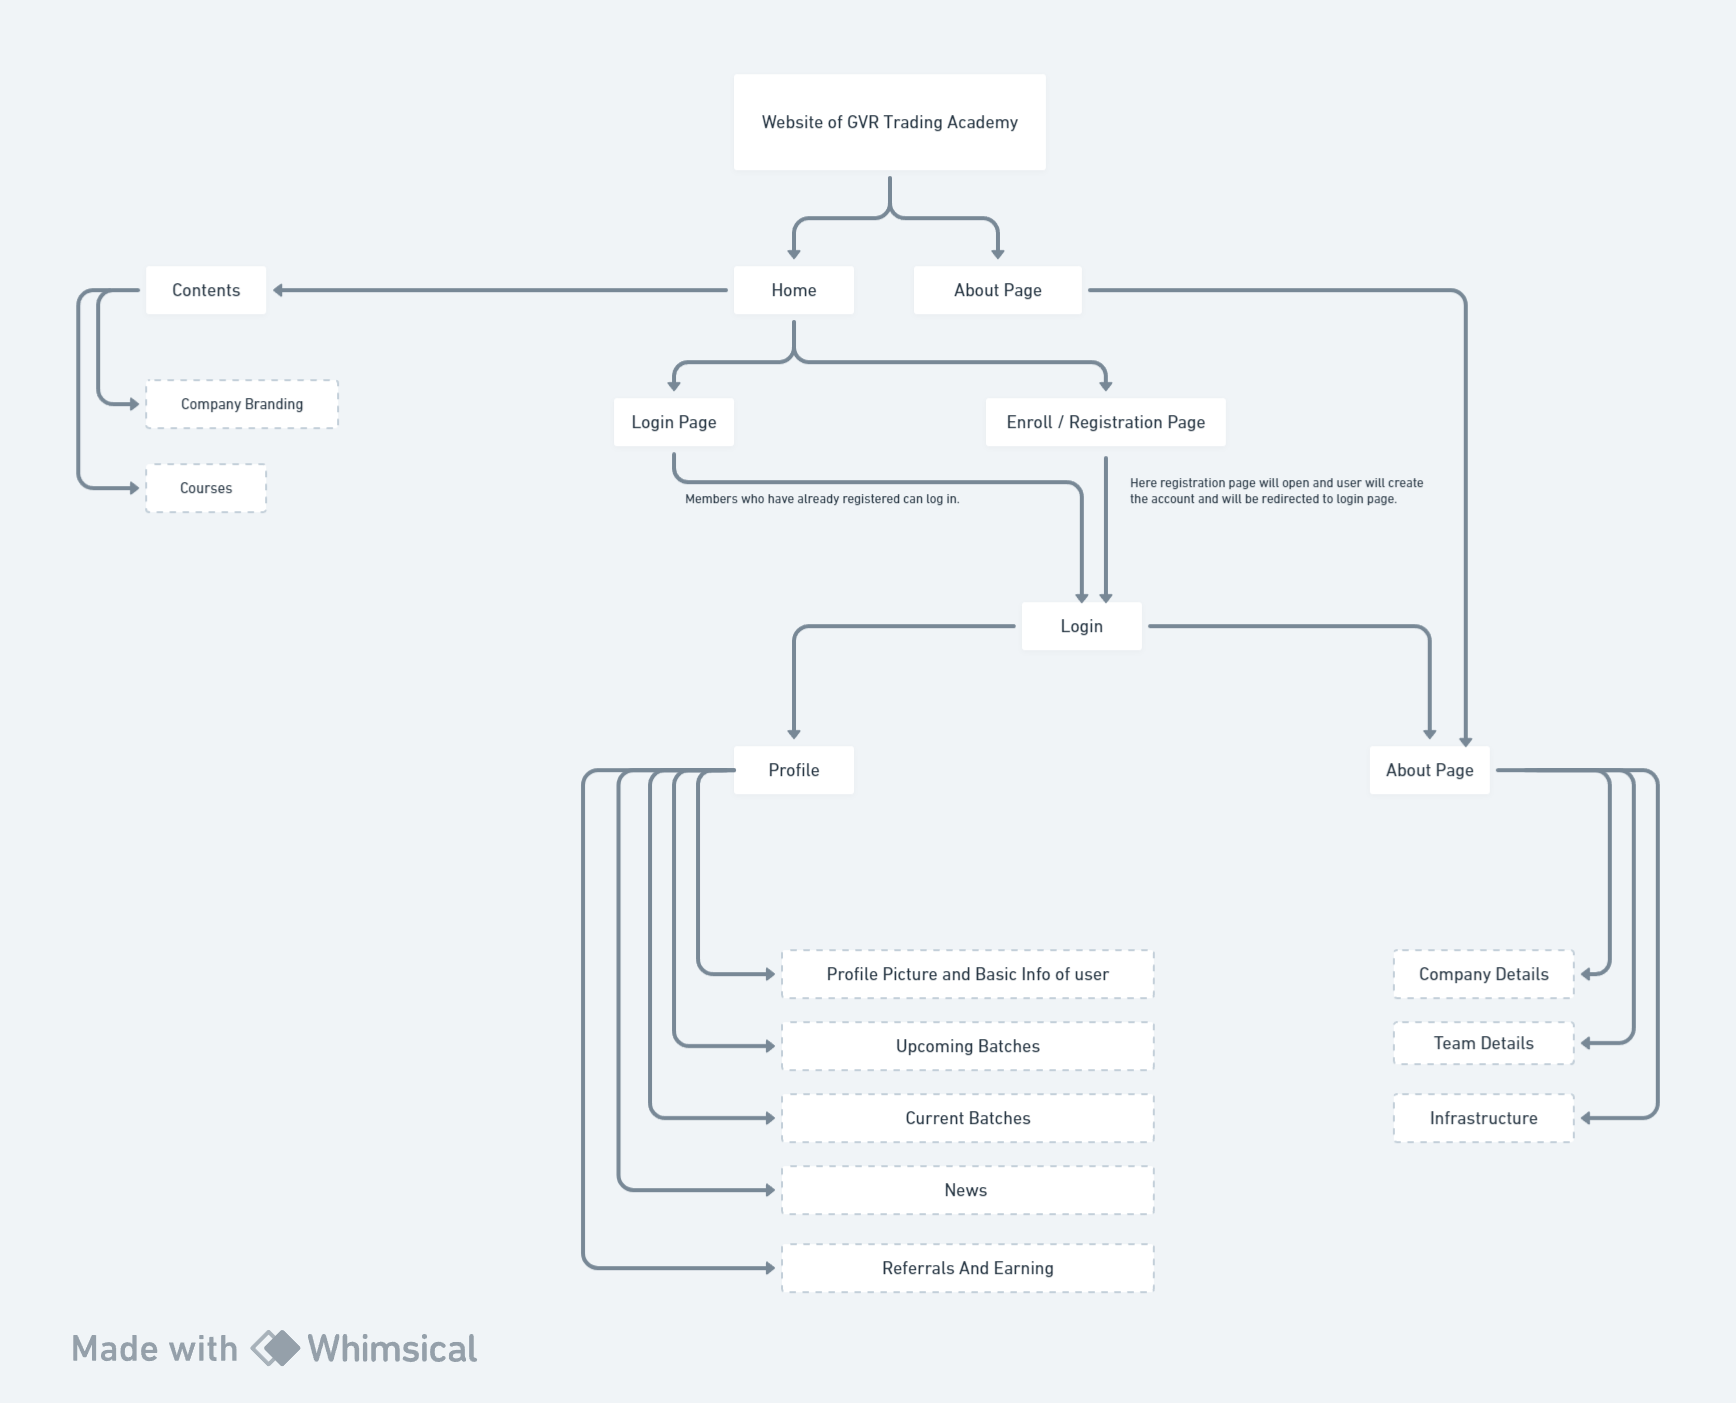 Website of GVR Trading Academy
Contents
Home
About Page
Company Branding
Login Page
Enroll / Registration Page
Courses
Members who have already registered can log in.
Here registration page will open and user will create
the account and will be redirected to login page.
Login
Profile
About Page
Profile Picture and Basic Info of user
Company Details
Upcoming Batches
Team Details
Current Batches
Infrastructure
News
Referrals And Earning
Made with Whimsical